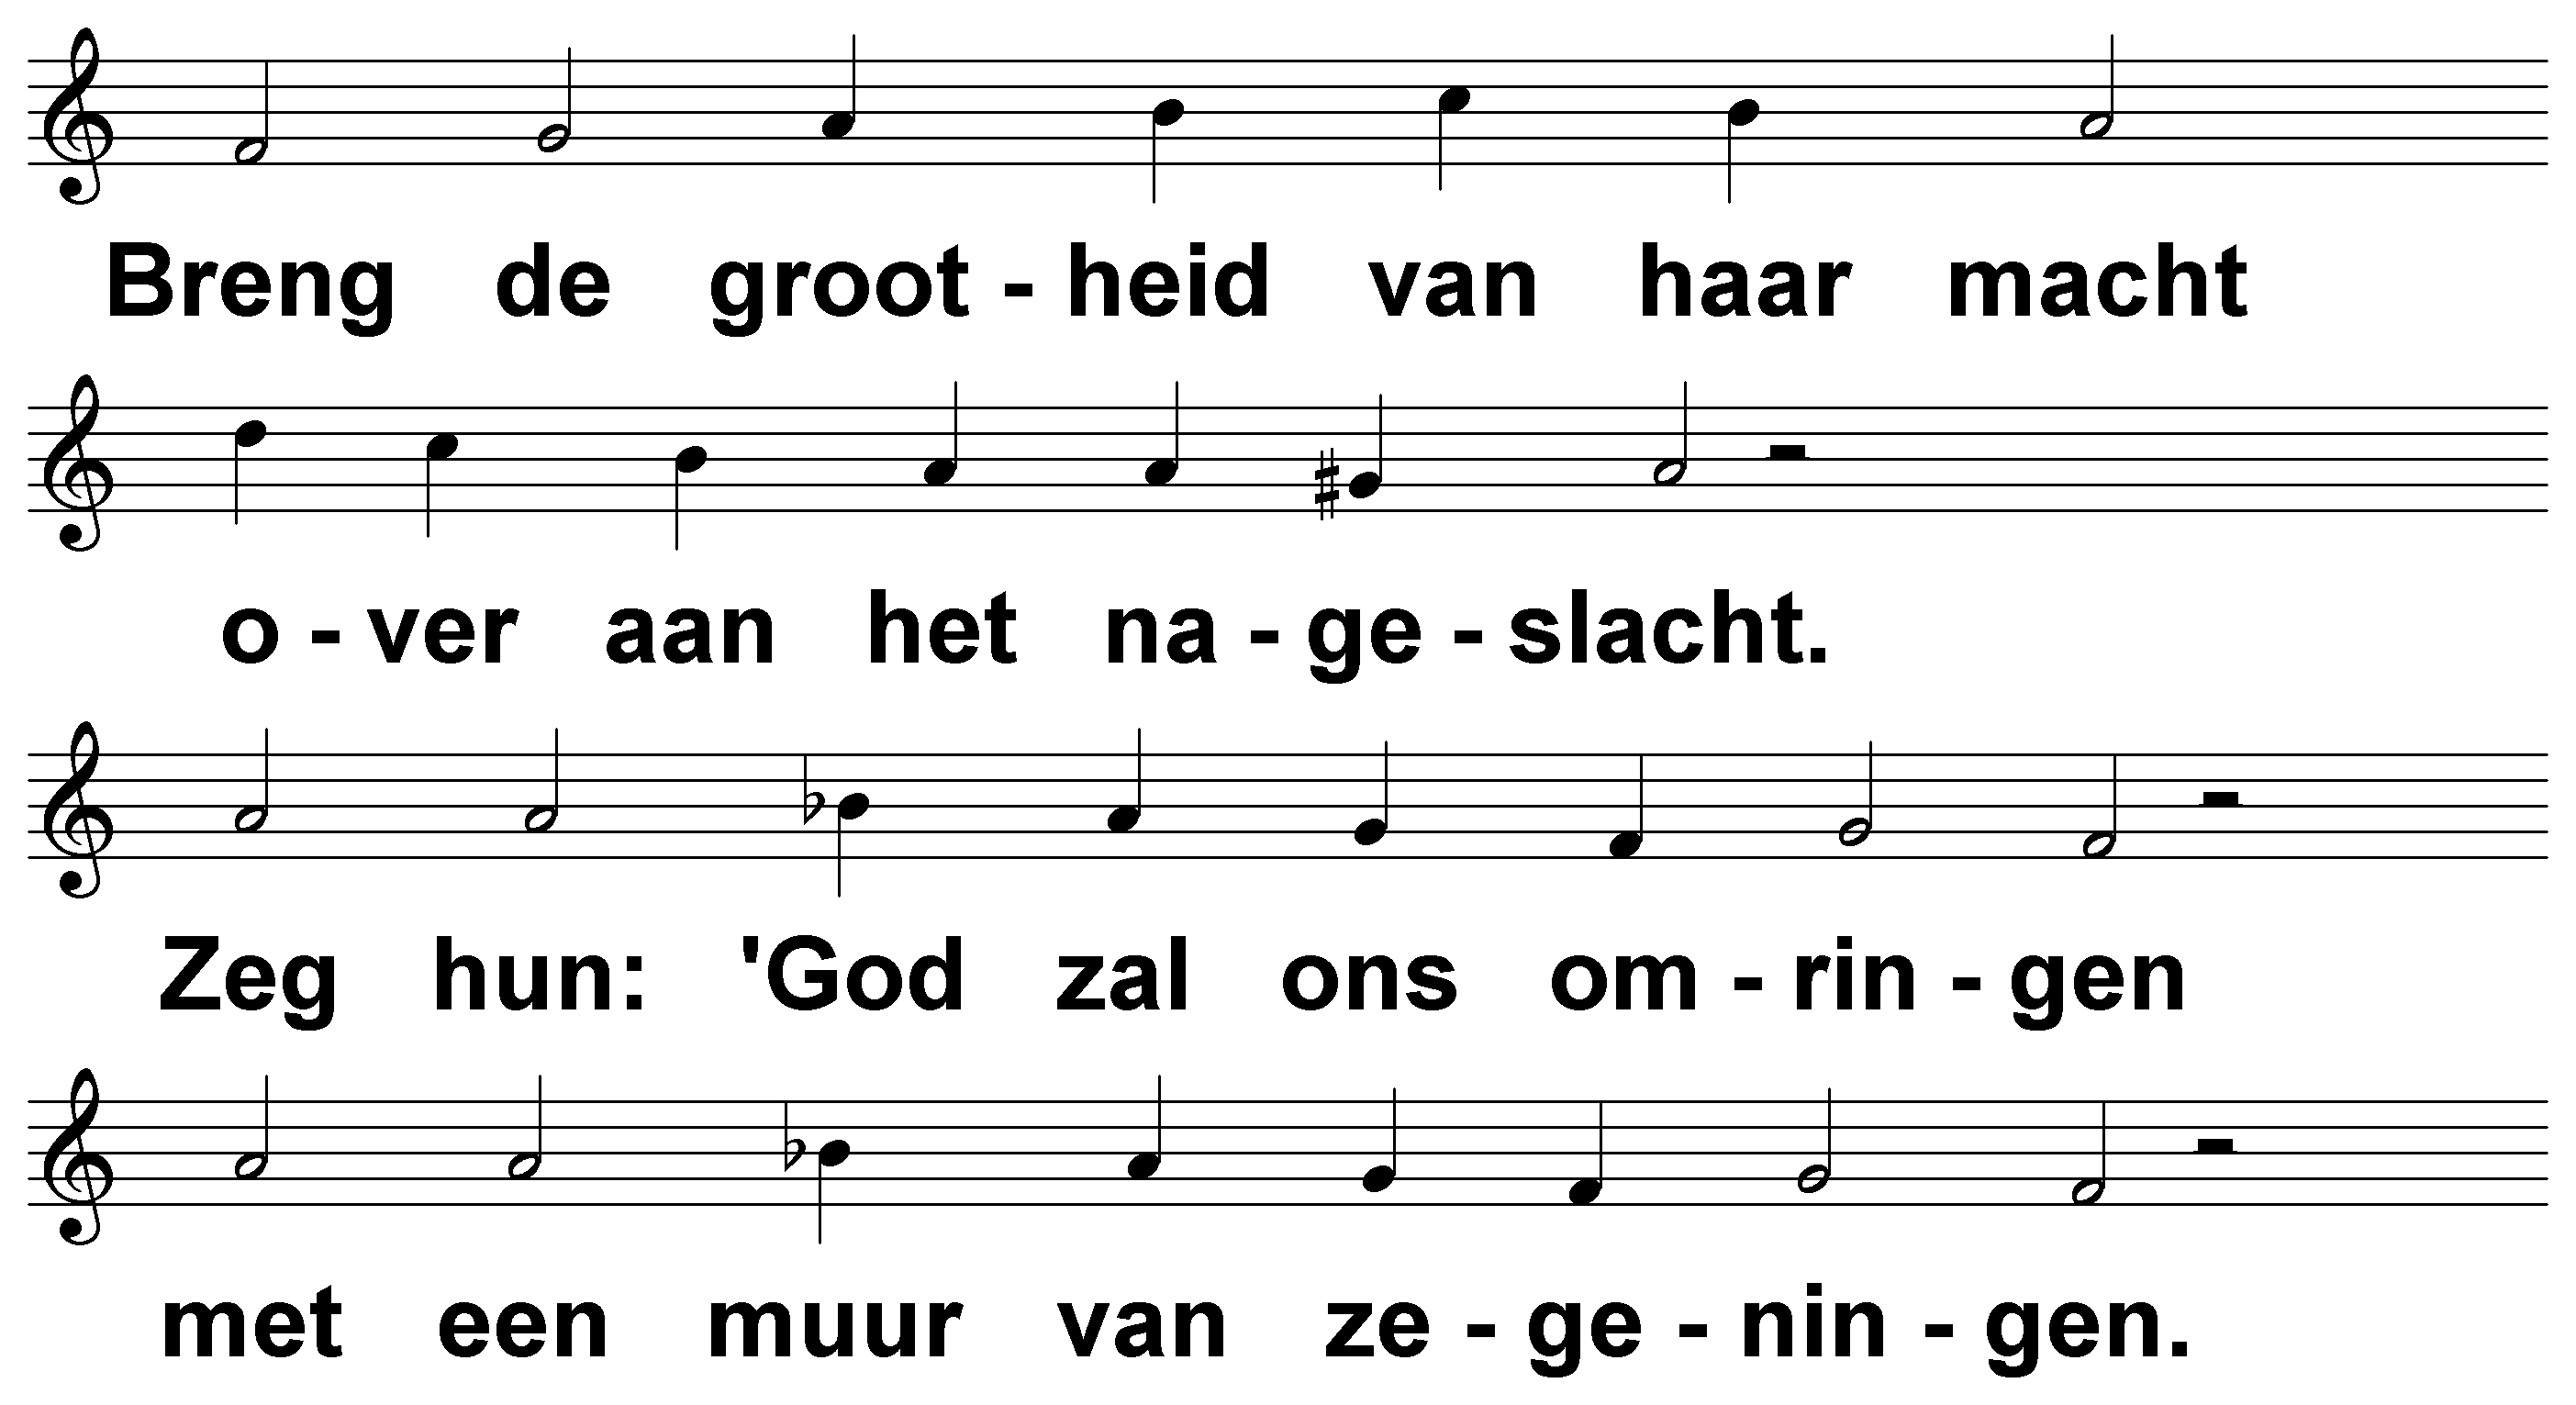 Breng de groot - heid van haar macht
o - ver aan het na - ge - slacht.
Zeg hun: 'God zal ons om - rin - gen
met een muur van ze - ge - nin - gen.